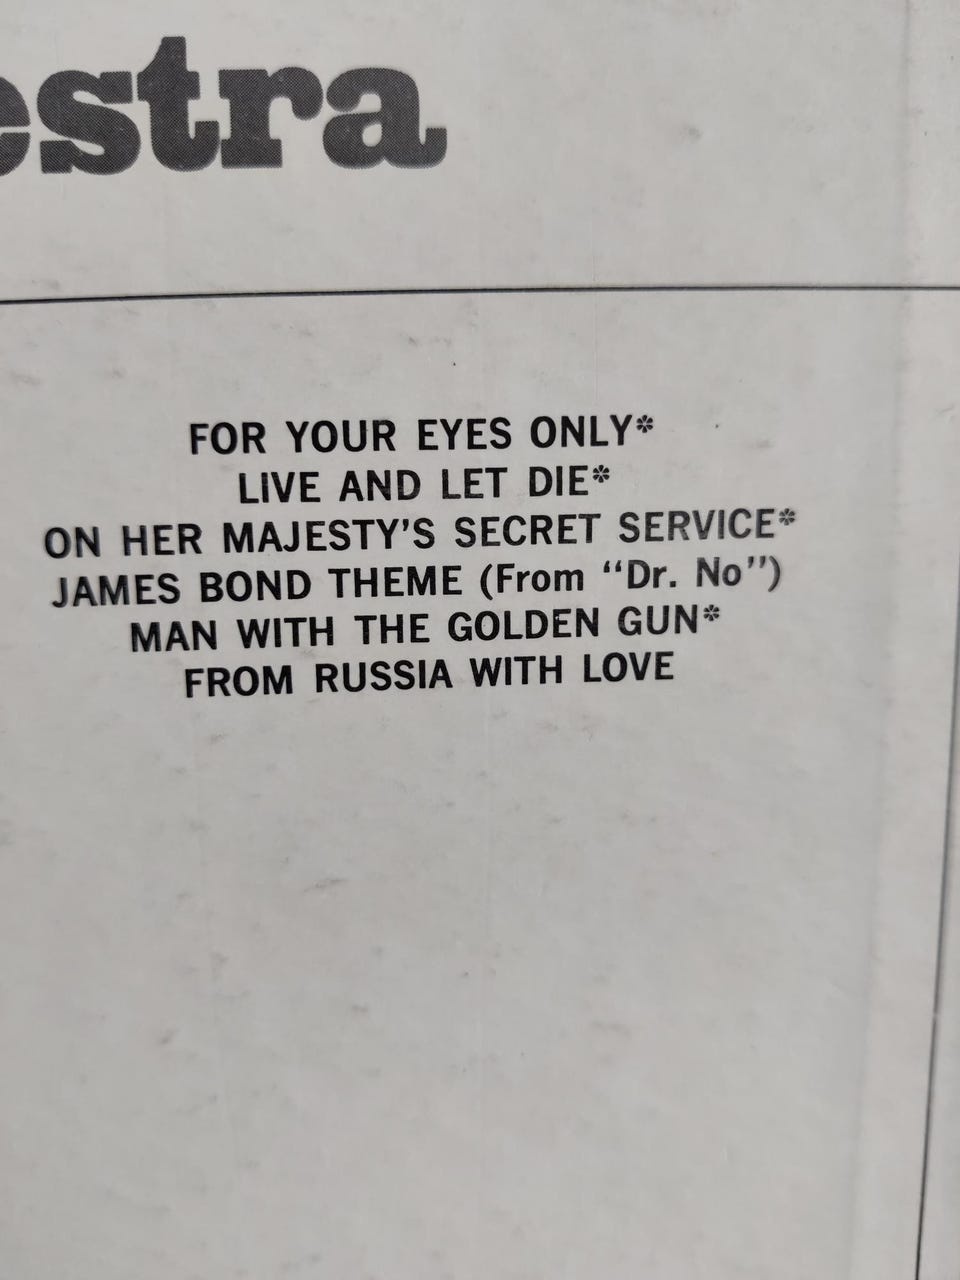 estra
FOR YOUR EYES ONLY*
LIVE AND LET DIE*
ON HER MAJESTY'S SECRET SERVICE*
JAMES BOND THEME (From "Dr. No")
MAN WITH THE GOLDEN GUN*
FROM RUSSIA WITH LOVE